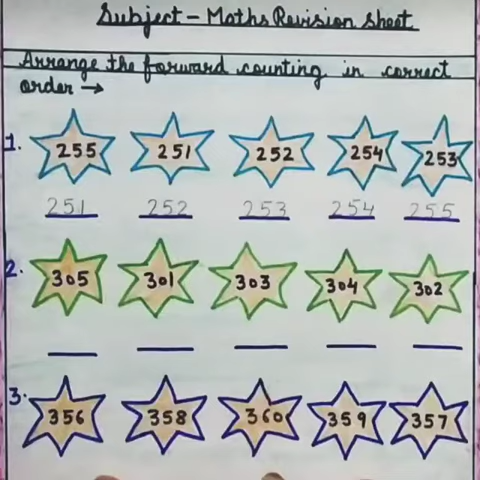 Subject - Maths Revision Sheet
Arrange the forward counting in correct
order →
1. 255 251 252 254 253
251 252 253 254 255
2. 305 301 303 304 302
3. 356 358 360 359 357